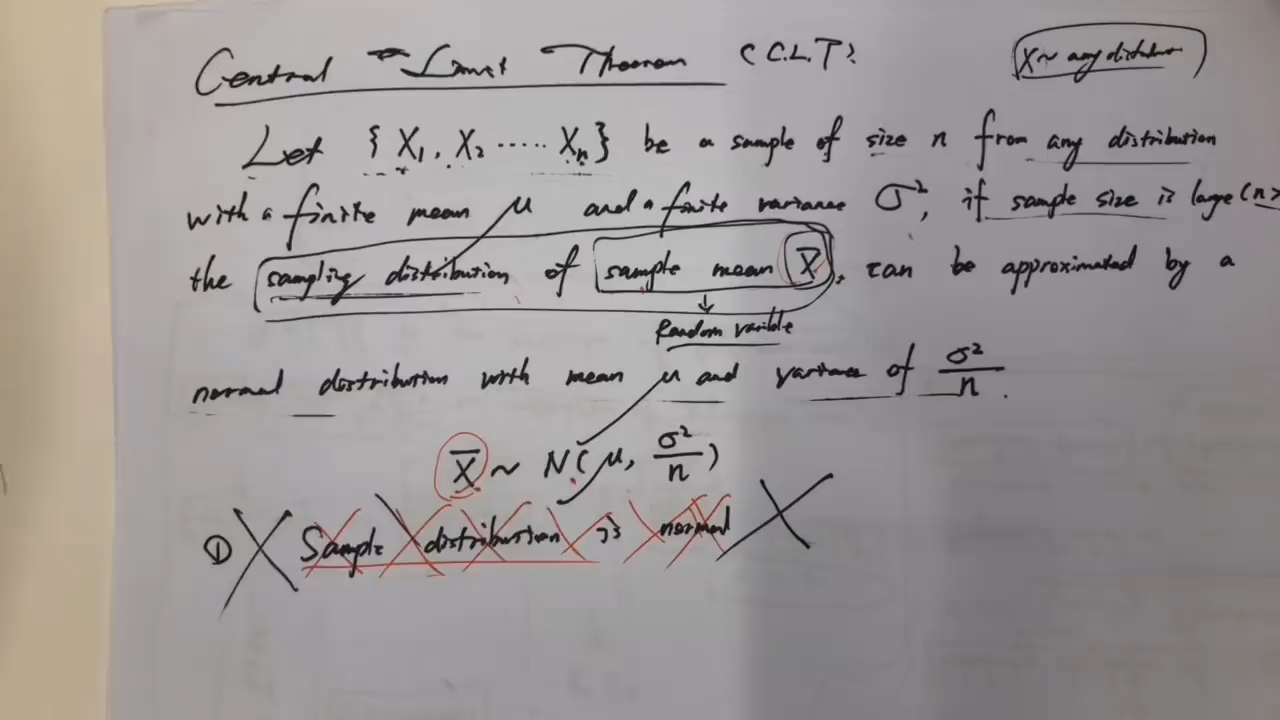 Central Limit Theorem (C.L.T)
X ~ any distribution
Let {X₁, X₂ ..... Xₙ} be a sample of size n from any distribution
with a finite mean μ and a finite variance σ², if sample size is large (n>
the sampling distribution of sample mean X̄, can be approximated by a
Random varible
normal distribution with mean μ and variance of σ²/n.
X̄ ~ N(μ, σ²/n)
① Sample distribution is normal